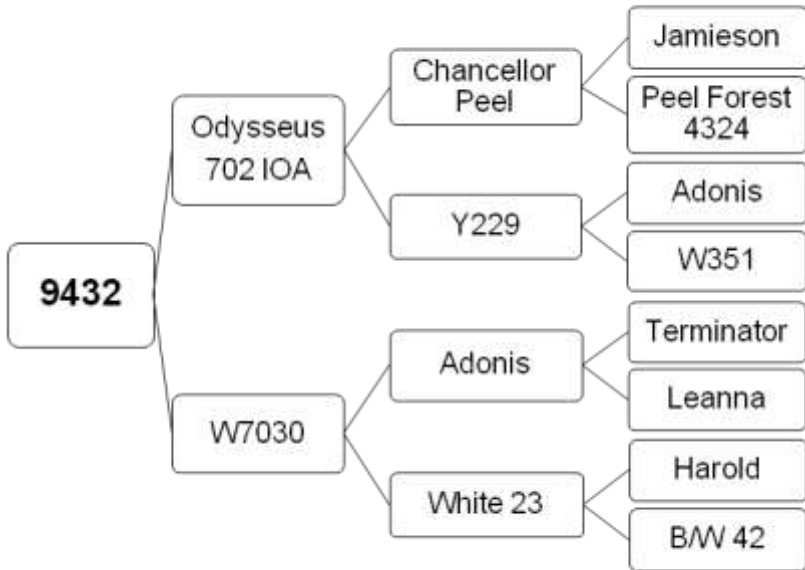 Jamieson
Chancellor
Peel
Peel Forest
4324
Odysseus
702 IOA
Adonis
Y229
W351
9432
Terminator
Adonis
Leanna
W7030
Harold
White 23
B/W 42